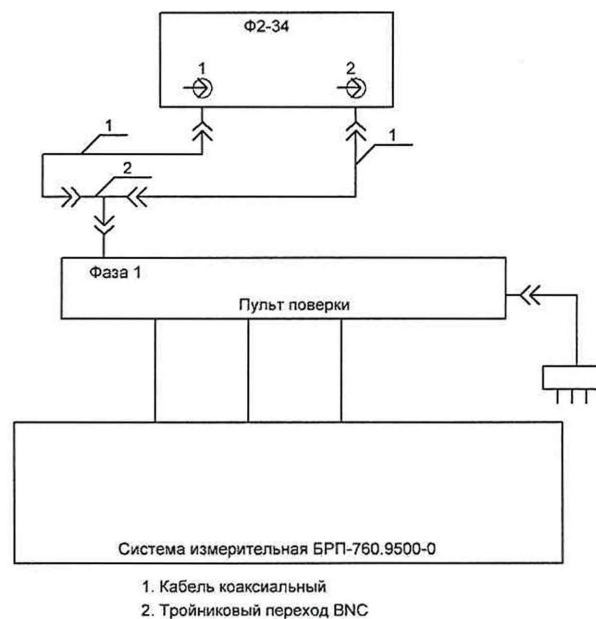 Ф2-34
1
2
1
1
2
Фаза 1
Пульт поверки
Система измерительная БРП-760.9500-0
1. Кабель коаксиальный
2. Тройниковый переход BNC